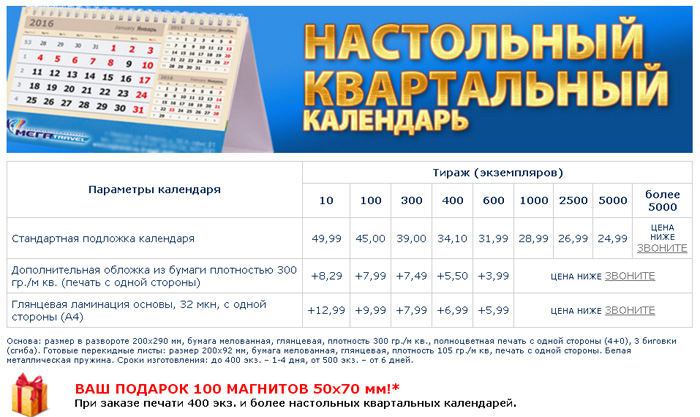 2016
January Январь
МЕГА TRAVEL
НАСТОЛЬНЫЙ
КВАРТАЛЬНЫЙ
КАЛЕНДАРЬ
Параметры календаря
Тираж (экземпляров)
10 100 300 400 600 1000 2500 5000 более 5000
Стандартная подложка календаря 49,99 45,00 39,00 34,10 31,99 28,99 26,99 24,99 ЦЕНА НИЖЕ ЗВОНИТЕ
Дополнительная обложка из бумаги плотностью 300
гр./м кв. (печать с одной стороны) +8,29 +7,99 +7,49 +5,50 +3,99 ЦЕНА НИЖЕ ЗВОНИТЕ
Глянцевая ламинация основы, 32 мкн, с одной
стороны (А4) +12,99 +9,99 +7,99 +6,99 +5,99 ЦЕНА НИЖЕ ЗВОНИТЕ
Основа: размер в развороте 200х290 мм, бумага мелованная, глянцевая, плотность 300 гр./м кв., полноцветная печать с одной стороны (4+0), 3 биговки
(сгиба). Готовые перекидные листы: размер 200х92 мм, бумага мелованная, глянцевая, плотность 105 гр./м кв, печать с одной стороны. Белая
металлическая пружина. Сроки изготовления: до 400 экз. – 1-4 дня, от 500 экз. – от 6 дней.
ВАШ ПОДАРОК 100 МАГНИТОВ 50х70 мм!*
При заказе печати 400 экз. и более настольных квартальных календарей.